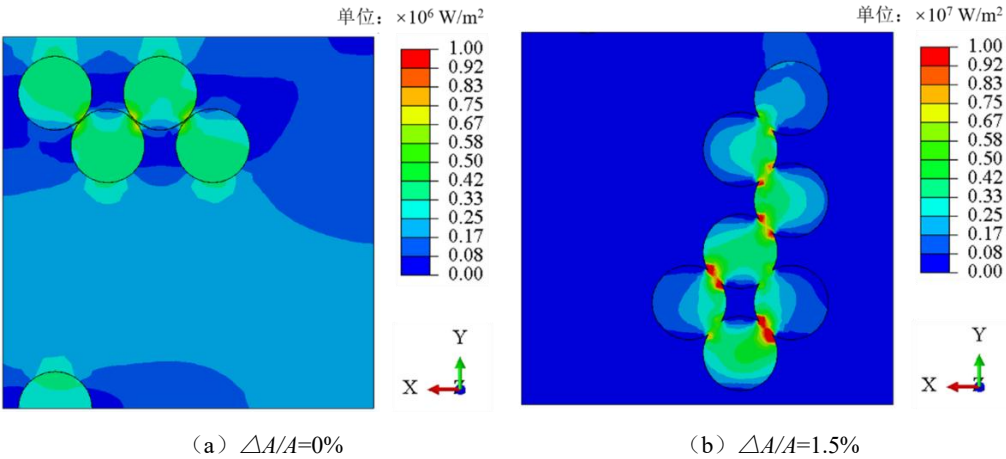 单位：×10⁶ W/m²
1.00
0.92
0.83
0.75
0.67
0.58
0.50
0.42
0.33
0.25
0.17
0.08
0.00
Y
X
Z
（a）△A/A=0%
单位：×10⁷ W/m²
1.00
0.92
0.83
0.75
0.67
0.58
0.50
0.42
0.33
0.25
0.17
0.08
0.00
Y
X
Z
（b）△A/A=1.5%